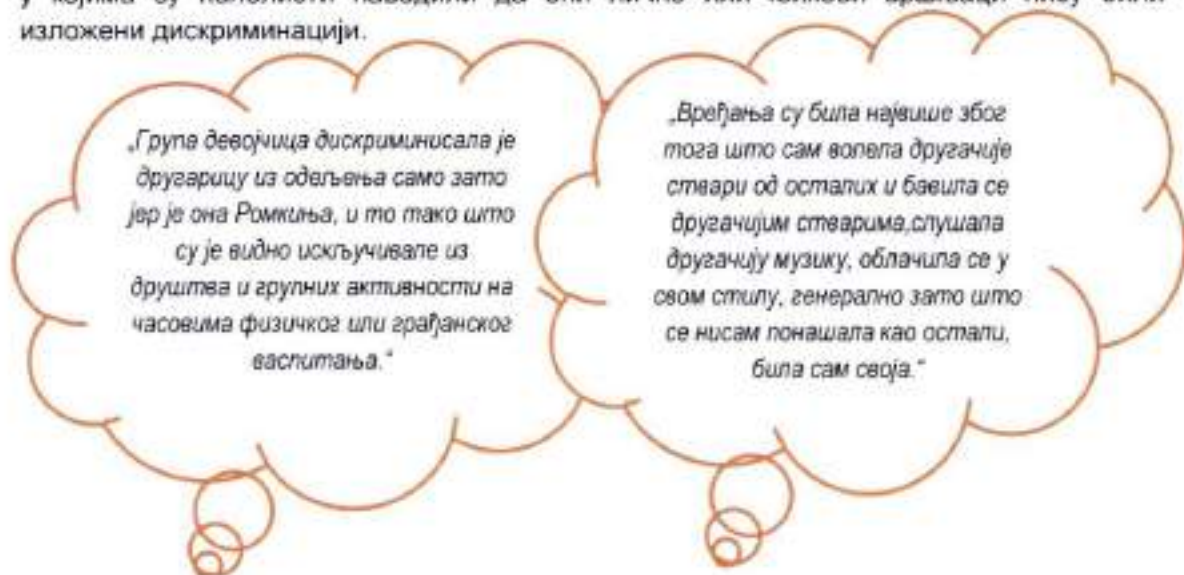 изложени дискриминацији.
„Група девојчица дискриминисала је
другарицу из одељења само зато
јер је она Ромкиња, и то тако што
су је видно искључивале из
друштва и групних активности на
часовима физичког или грађанског
васпитања.“
„Вређања су била највише због
тога што сам волела другачије
ствари од осталих и бавила се
другачијим стварима,слушала
другачију музику, облачила се у
свом стилу, генерално зато што
се нисам понашала као остали,
била сам своја.“